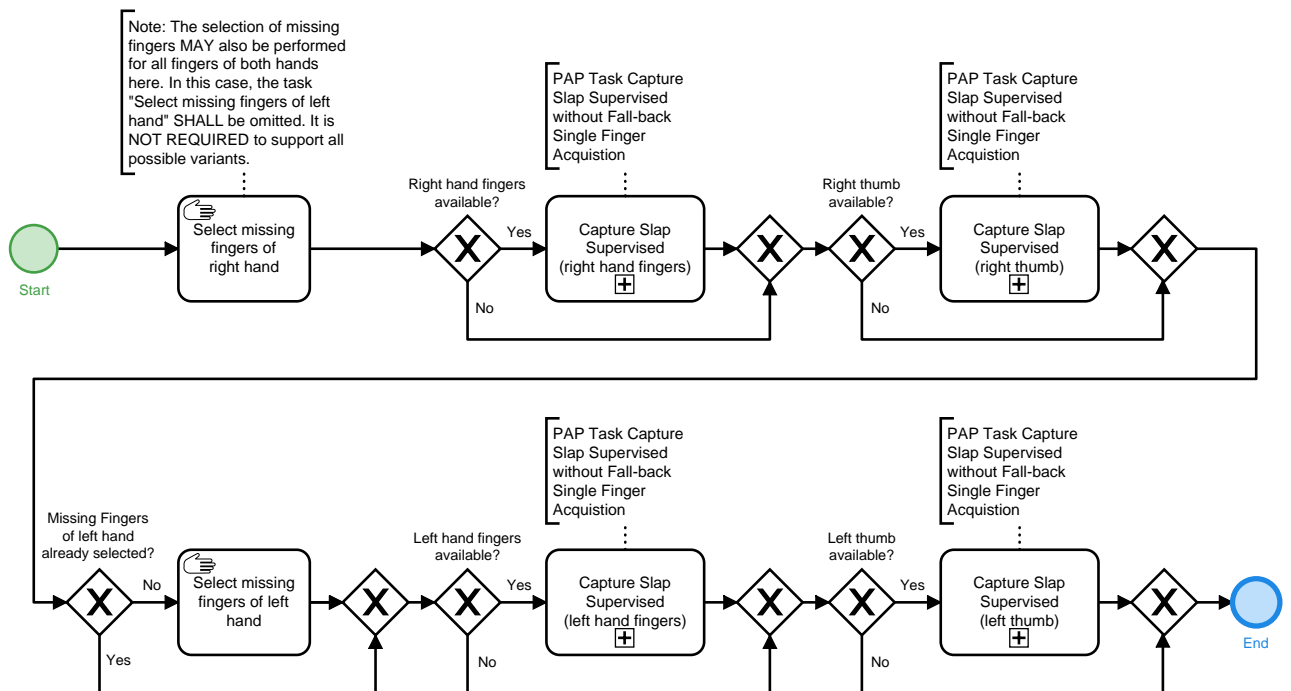 Note: The selection of missing
fingers MAY also be performed
for all fingers of both hands
here. In this case, the task
"Select missing fingers of left
hand" SHALL be omitted. It is
NOT REQUIRED to support all
possible variants.
PAP Task Capture
Slap Supervised
without Fall-back
Single Finger
Acquistion
PAP Task Capture
Slap Supervised
without Fall-back
Single Finger
Acquistion
Start
Select missing
fingers of
right hand
Right hand fingers
available?
X
Yes
No
Capture Slap
Supervised
(right hand fingers)
X
Right thumb
available?
X
Yes
No
Capture Slap
Supervised
(right thumb)
X
PAP Task Capture
Slap Supervised
without Fall-back
Single Finger
Acquistion
PAP Task Capture
Slap Supervised
without Fall-back
Single Finger
Acquistion
Missing Fingers
of left hand
already selected?
X
No
Yes
Select missing
fingers of left
hand
X
Left hand fingers
available?
X
Yes
No
Capture Slap
Supervised
(left hand fingers)
X
Left thumb
available?
X
Yes
No
Capture Slap
Supervised
(left thumb)
X
End